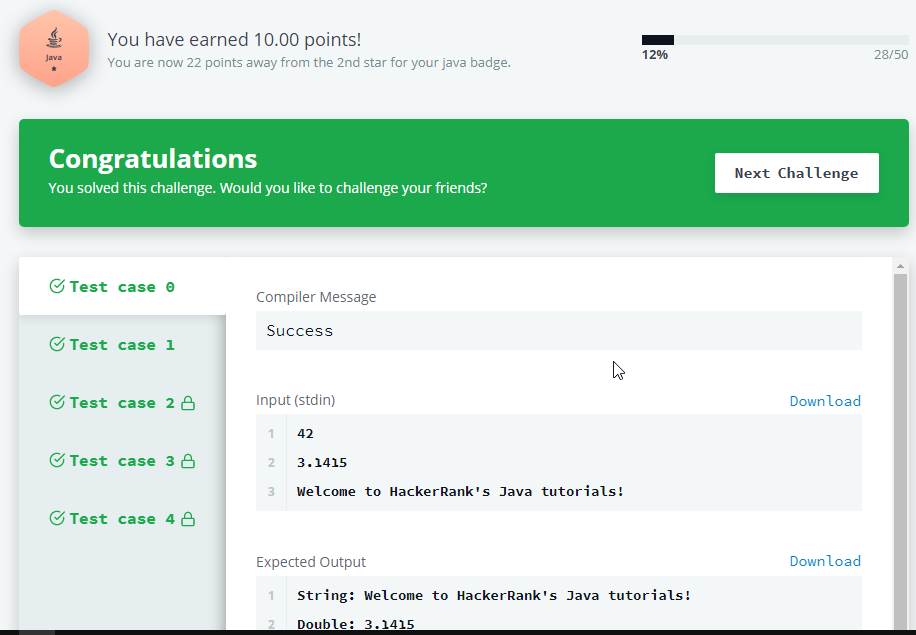 Java
You have earned 10.00 points!
You are now 22 points away from the 2nd star for your java badge.
12%
28/50
Congratulations
You solved this challenge. Would you like to challenge your friends?
Next Challenge
Test case 0
Test case 1
Test case 2
Test case 3
Test case 4
Compiler Message
Success
Input (stdin)
Download
1 42
2 3.1415
3 Welcome to HackerRank's Java tutorials!
Expected Output
Download
1 String: Welcome to HackerRank's Java tutorials!
2 Double: 3.1415